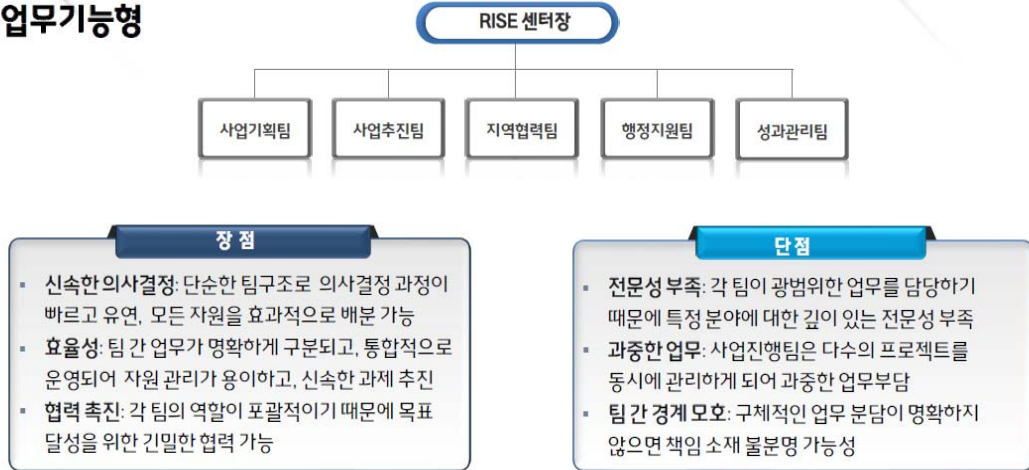 업무기능형
RISE 센터장
사업기획팀
사업추진팀
지역협력팀
행정지원팀
성과관리팀
장 점
▪ 신속한 의사결정: 단순한 팀구조로 의사결정 과정이
빠르고 유연, 모든 자원을 효과적으로 배분 가능
▪ 효율성: 팀 간 업무가 명확하게 구분되고, 통합적으로
운영되어 자원 관리가 용이하고, 신속한 과제 추진
▪ 협력 촉진: 각 팀의 역할이 포괄적이기 때문에 목표
달성을 위한 긴밀한 협력 가능
단점
▪ 전문성 부족: 각 팀이 광범위한 업무를 담당하기
때문에 특정 분야에 대한 깊이 있는 전문성 부족
▪ 과중한 업무: 사업진행팀은 다수의 프로젝트를
동시에 관리하게 되어 과중한 업무부담
▪ 팀 간 경계 모호: 구체적인 업무 분담이 명확하지
않으면 책임 소재 불분명 가능성